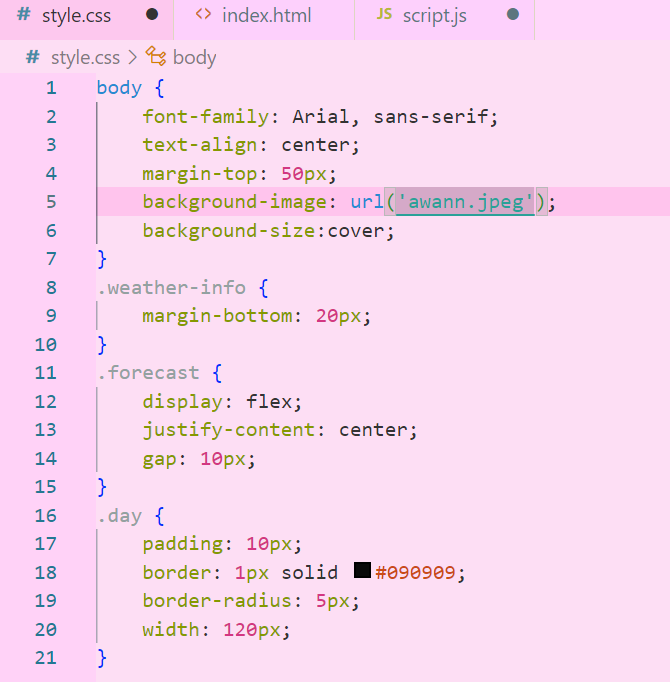 # style.css ● <> index.html JS script.js ●
# style.css > body
1 body {
2     font-family: Arial, sans-serif;
3     text-align: center;
4     margin-top: 50px;
5     background-image: url('awann.jpeg');
6     background-size:cover;
7 }
8 .weather-info {
9     margin-bottom: 20px;
10 }
11 .forecast {
12     display: flex;
13     justify-content: center;
14     gap: 10px;
15 }
16 .day {
17     padding: 10px;
18     border: 1px solid #090909;
19     border-radius: 5px;
20     width: 120px;
21 }